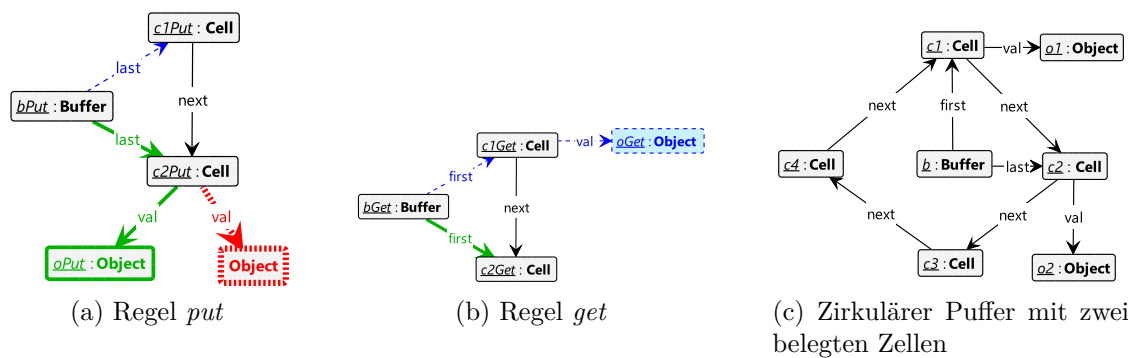 c1Put : Cell
last
next
bPut : Buffer
last
c2Put : Cell
val
val
oPut : Object
Object
(a) Regel put
c1Get : Cell
val
oGet : Object
first
bGet : Buffer
next
first
c2Get : Cell
(b) Regel get
c1 : Cell
val
o1 : Object
next
first
next
c4 : Cell
b : Buffer
last
c2 : Cell
next
next
val
c3 : Cell
o2 : Object
(c) Zirkulärer Puffer mit zwei
belegten Zellen